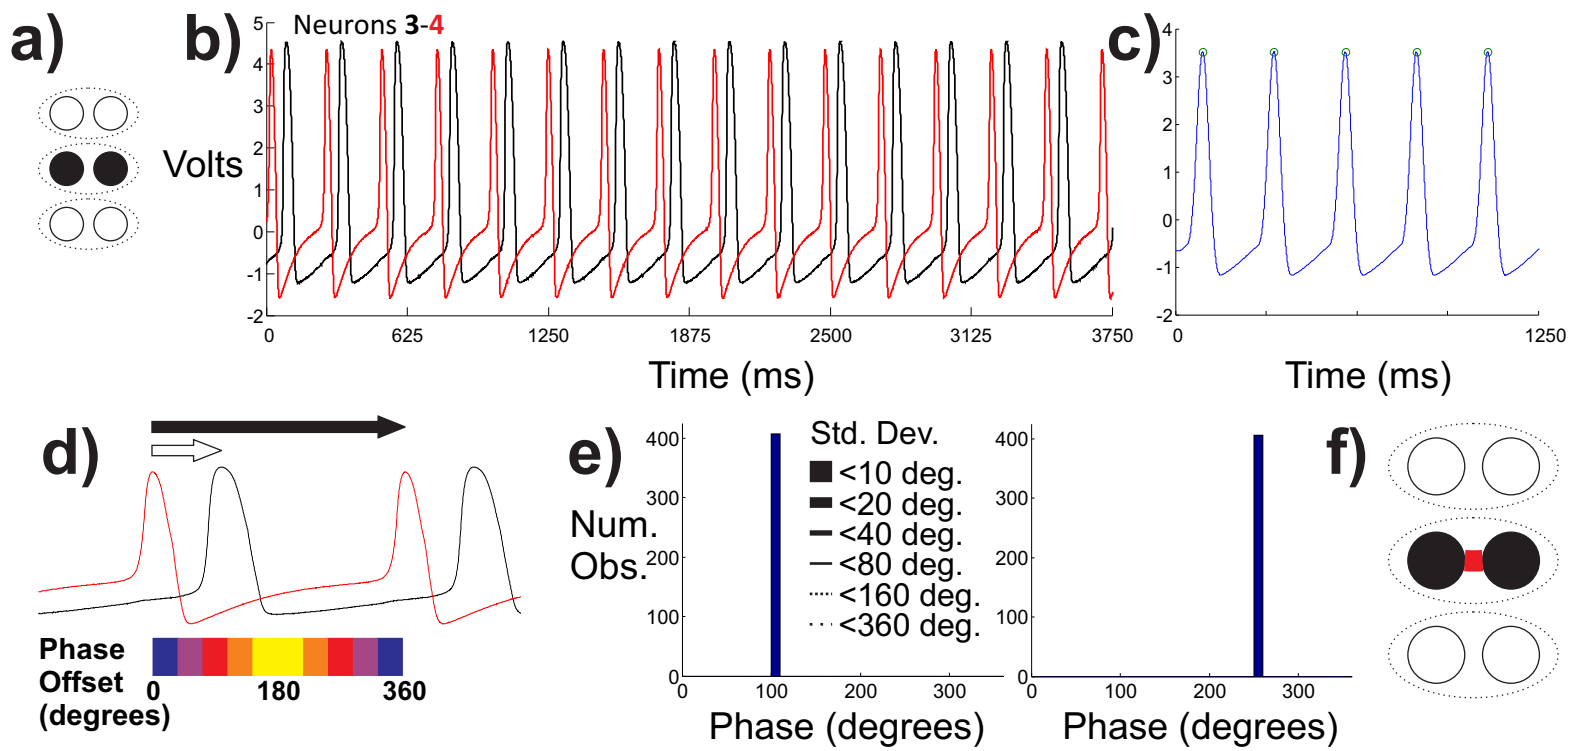 a)
b)
Neurons 3-4
Volts
5
4
3
2
1
0
-1
-2
0 625 1250 1875 2500 3125 3750
Time (ms)
c)
4
3
2
1
0
-1
-2
0 1250
Time (ms)
d)
Phase
Offset
(degrees)
0 180 360
e)
Num.
Obs.
400
300
200
100
0
0 100 200 300
Phase (degrees)
Std. Dev.
<10 deg.
<20 deg.
<40 deg.
<80 deg.
<160 deg.
<360 deg.
400
300
200
100
0
0 100 200 300
Phase (degrees)
f)